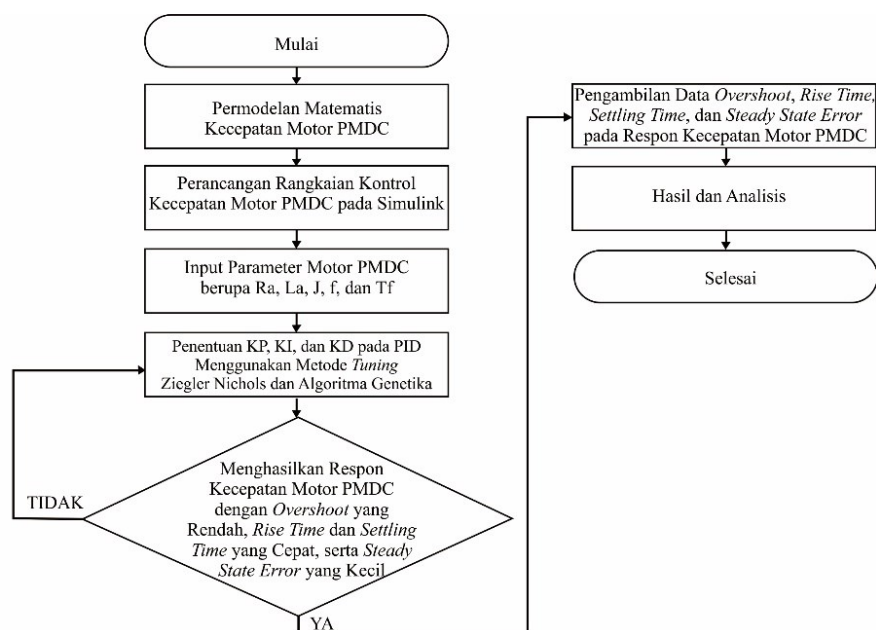 Mulai
Permodelan Matematis
Kecepatan Motor PMDC
Perancangan Rangkaian Kontrol
Kecepatan Motor PMDC pada Simulink
Input Parameter Motor PMDC
berupa Ra, La, J, f, dan Tf
Penentuan KP, KI, dan KD pada PID
Menggunakan Metode Tuning
Ziegler Nichols dan Algoritma Genetika
Menghasilkan Respon
Kecepatan Motor PMDC
dengan Overshoot yang
Rendah, Rise Time dan Settling
Time yang Cepat, serta Steady
State Error yang Kecil
TIDAK
YA
Pengambilan Data Overshoot, Rise Time,
Settling Time, dan Steady State Error
pada Respon Kecepatan Motor PMDC
Hasil dan Analisis
Selesai